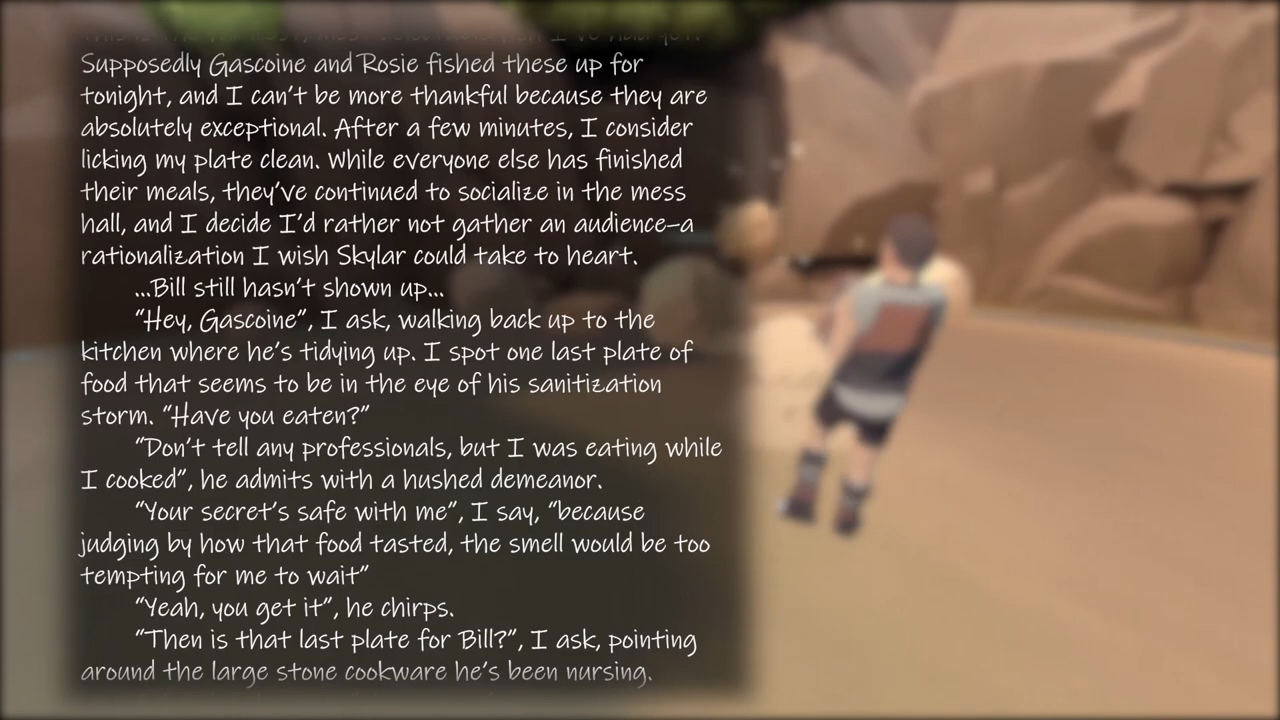 Supposedly Gascoine and Rosie fished these up for
tonight, and I can't be more thankful because they are
absolutely exceptional. After a few minutes, I consider
licking my plate clean. While everyone else has finished
their meals, they've continued to socialize in the mess
hall, and I decide I'd rather not gather an audience–a
rationalization I wish Skylar could take to heart.
...Bill still hasn't shown up...
"Hey, Gascoine", I ask, walking back up to the
kitchen where he's tidying up. I spot one last plate of
food that seems to be in the eye of his sanitization
storm. "Have you eaten?"
"Don't tell any professionals, but I was eating while
I cooked", he admits with a hushed demeanor.
"Your secret's safe with me", I say, "because
judging by how that food tasted, the smell would be too
tempting for me to wait"
"Yeah, you get it", he chirps.
"Then is that last plate for Bill?", I ask, pointing
around the large stone cookware he's been nursing.